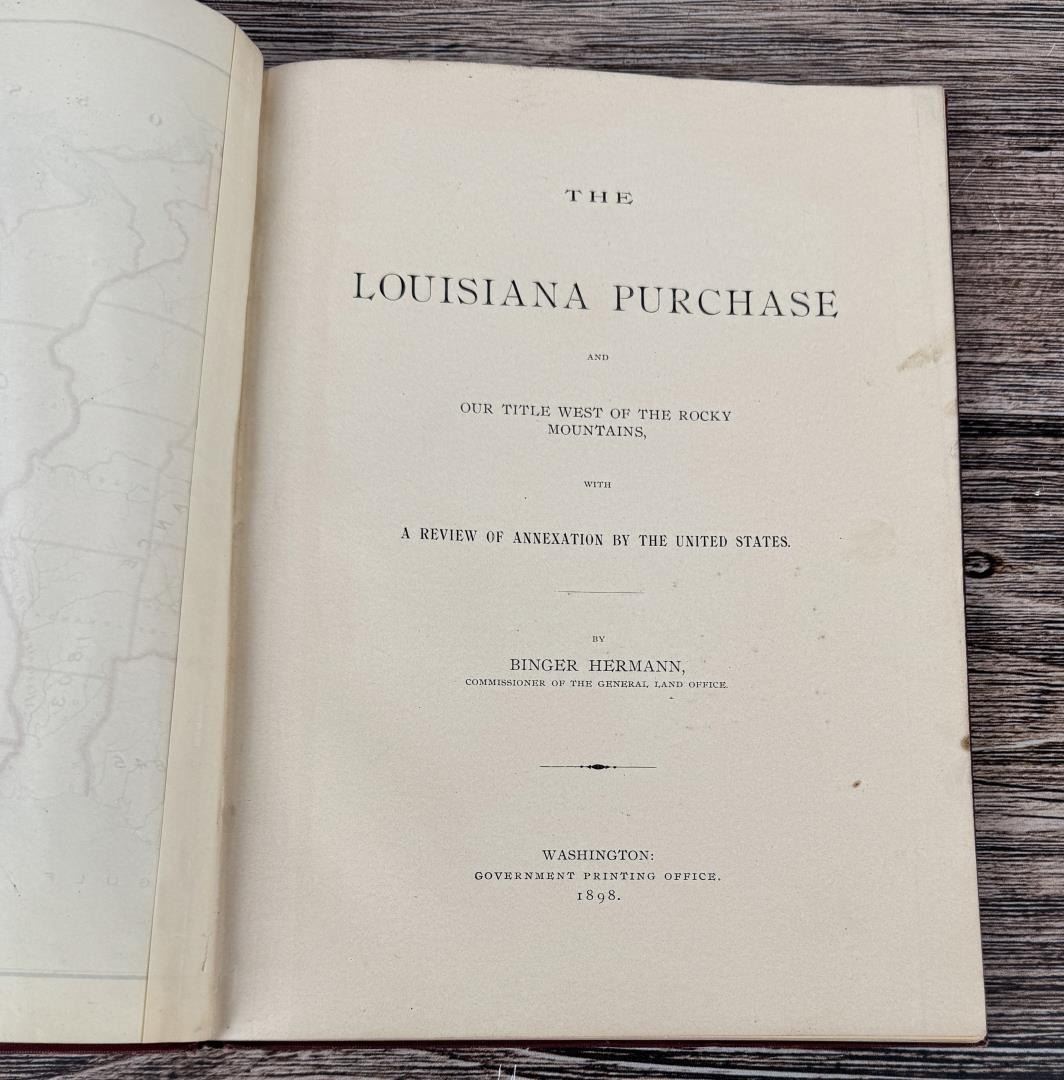 THE
LOUISIANA PURCHASE
AND
OUR TITLE WEST OF THE ROCKY
MOUNTAINS,
WITH
A REVIEW OF ANNEXATION BY THE UNITED STATES.
BY
BINGER HERMANN,
COMMISSIONER OF THE GENERAL LAND OFFICE.
WASHINGTON:
GOVERNMENT PRINTING OFFICE.
1898.